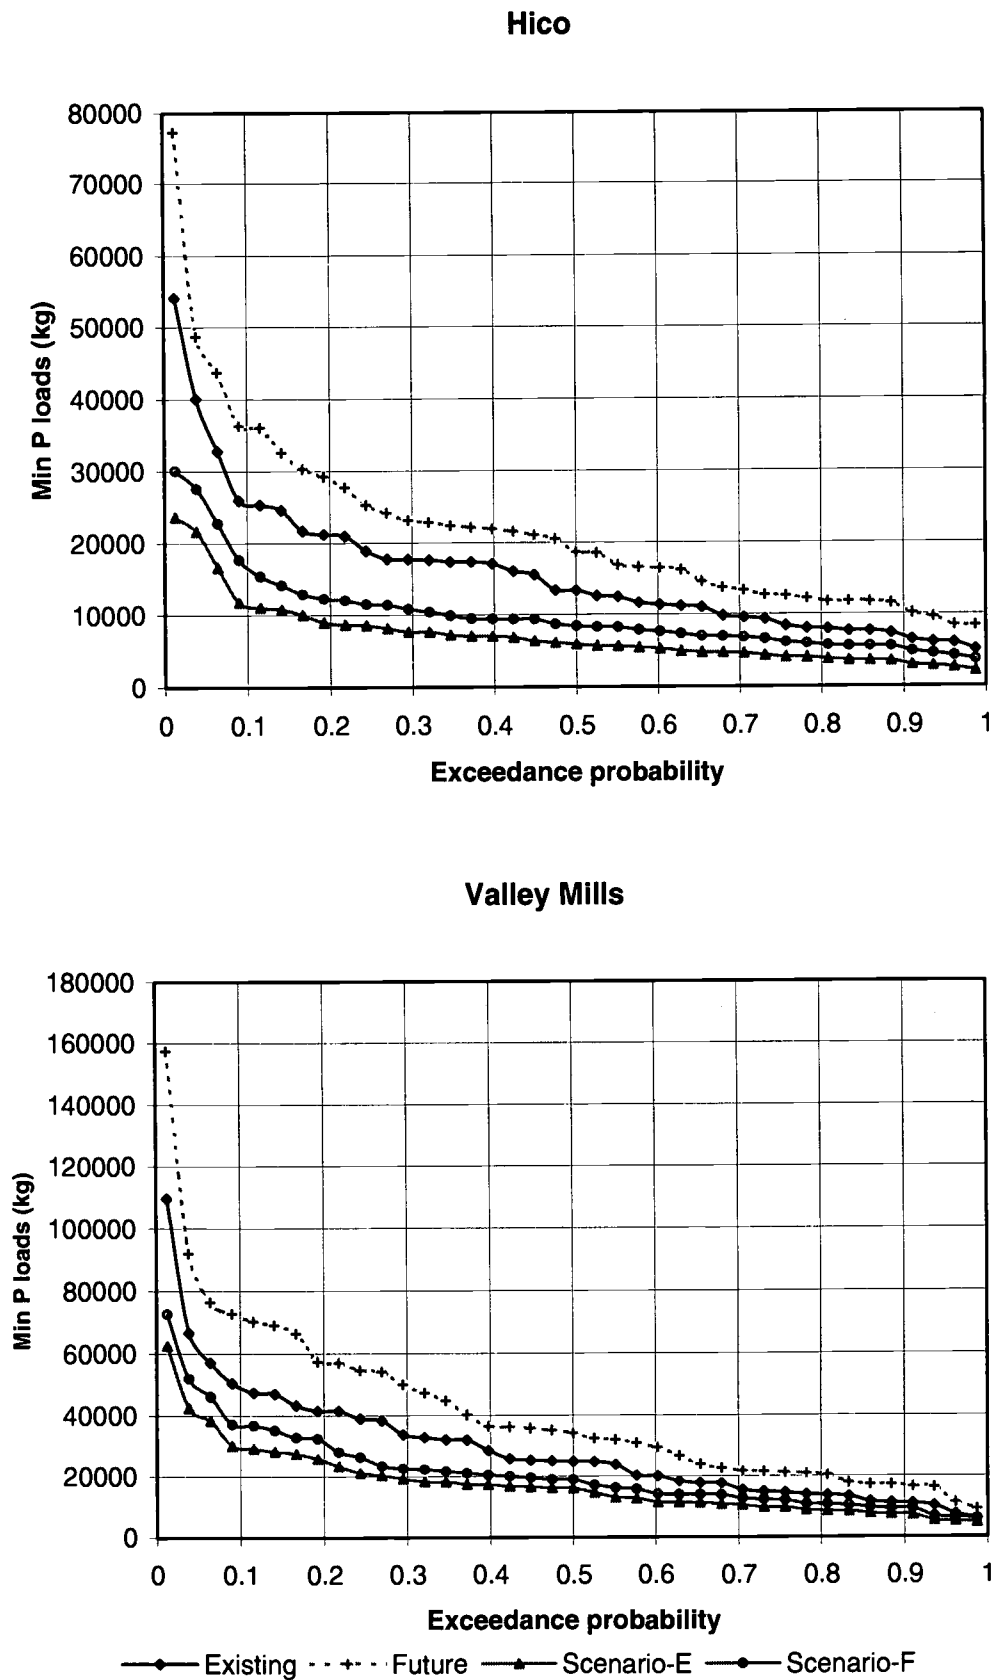 Hico
80000
70000
60000
50000
40000
30000
20000
10000
0
Min P loads (kg)
0 0.1 0.2 0.3 0.4 0.5 0.6 0.7 0.8 0.9 1
Exceedance probability
Valley Mills
180000
160000
140000
120000
100000
80000
60000
40000
20000
0
Min P loads (kg)
0 0.1 0.2 0.3 0.4 0.5 0.6 0.7 0.8 0.9 1
Exceedance probability
Existing Future Scenario-E Scenario-F